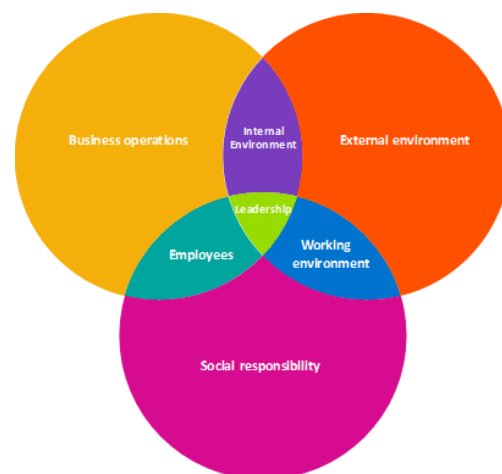 Internal
Environment
Business operations
External environment
Leadership
Employees
Working
environment
Social responsibility